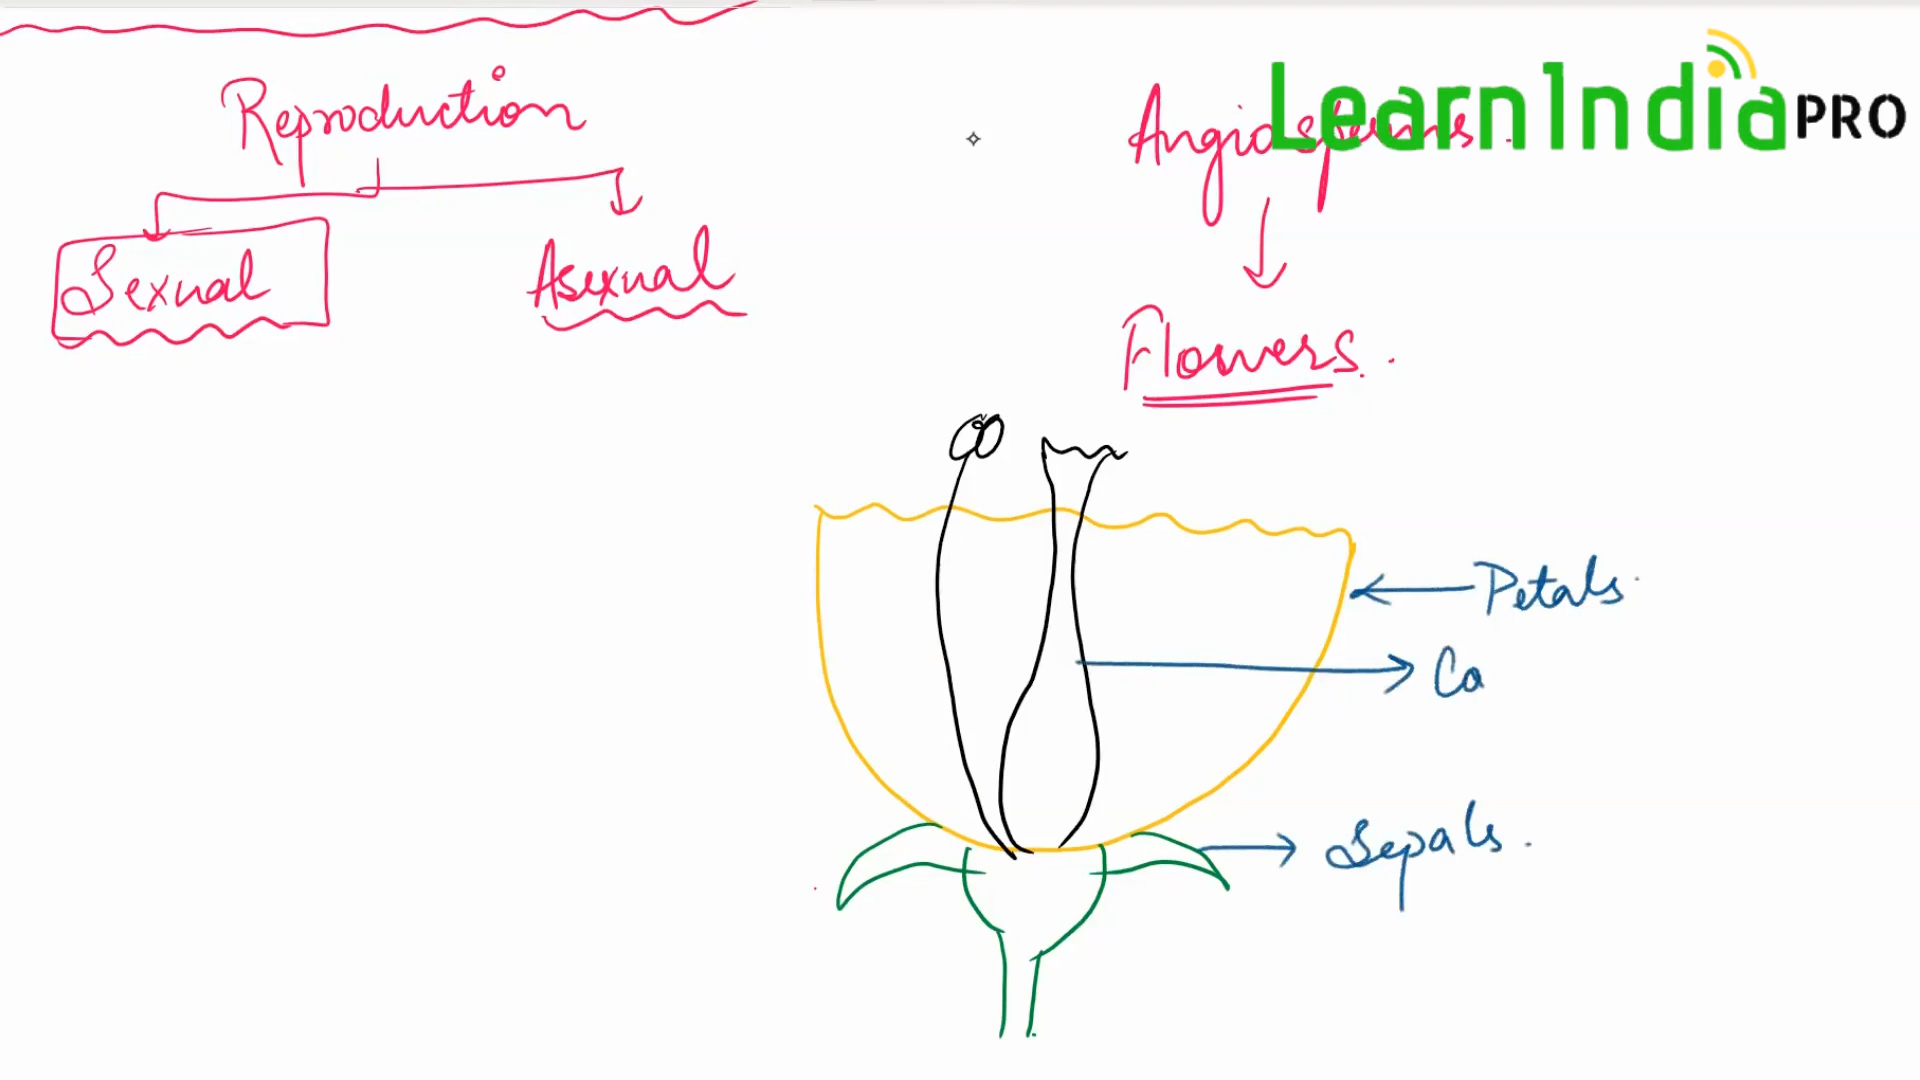 Reproduction
Sexual
Asexual
LearnIndia PRO
Angiosperms.
Flowers.
Petals.
Ca
Sepals.